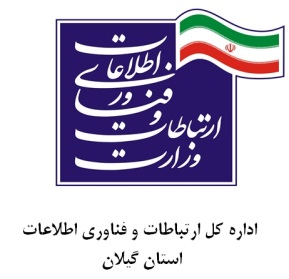 وزارت
ارتباطات
و
فناوری
اطلاعات
اداره کل ارتباطات و فناوری اطلاعات
استان گیلان